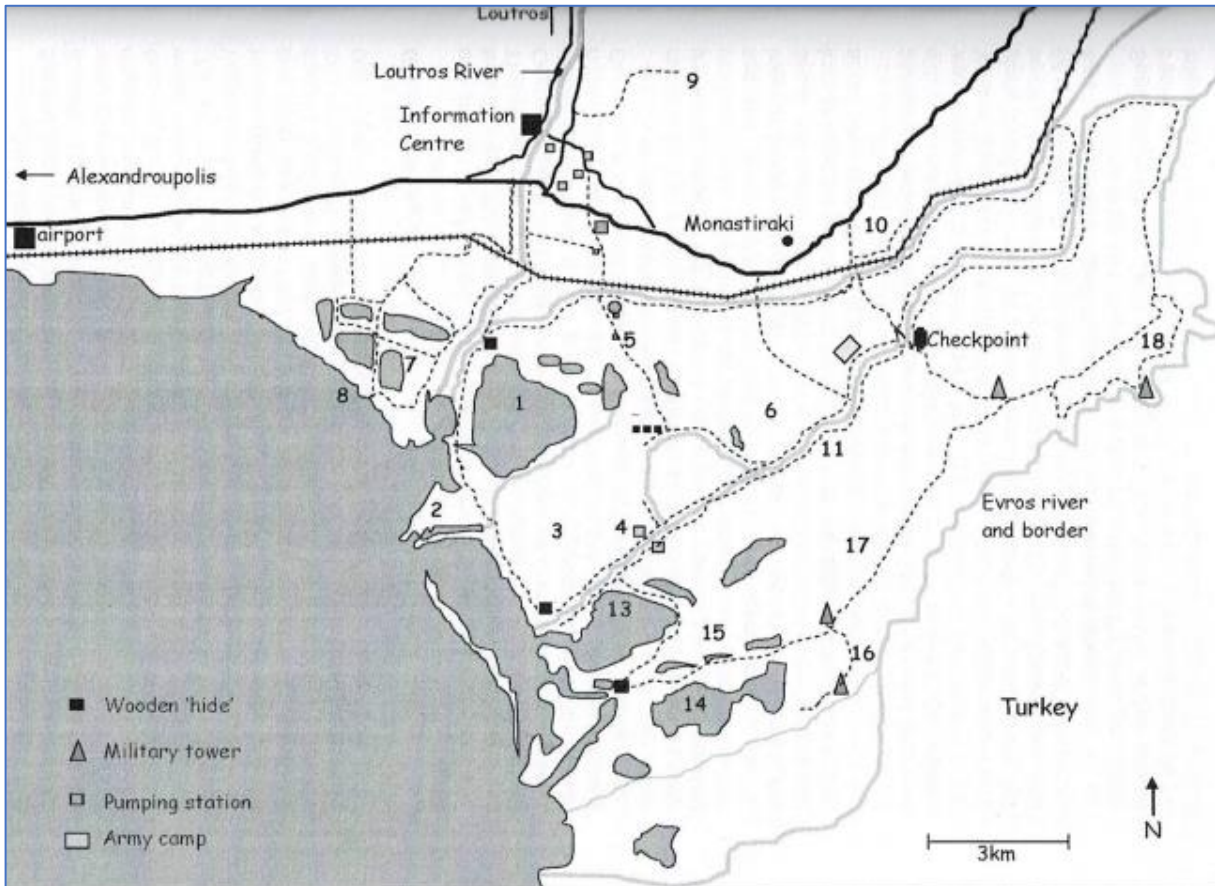 Loutros
Loutros River
9
Information
Centre
Alexandroupolis
airport
Monastiraki
10
5
Checkpoint
18
7
8
1
6
11
2
3
4
Evros river
and border
17
13
15
16
14
Turkey
Wooden 'hide'
Military tower
Pumping station
Army camp
3km
N